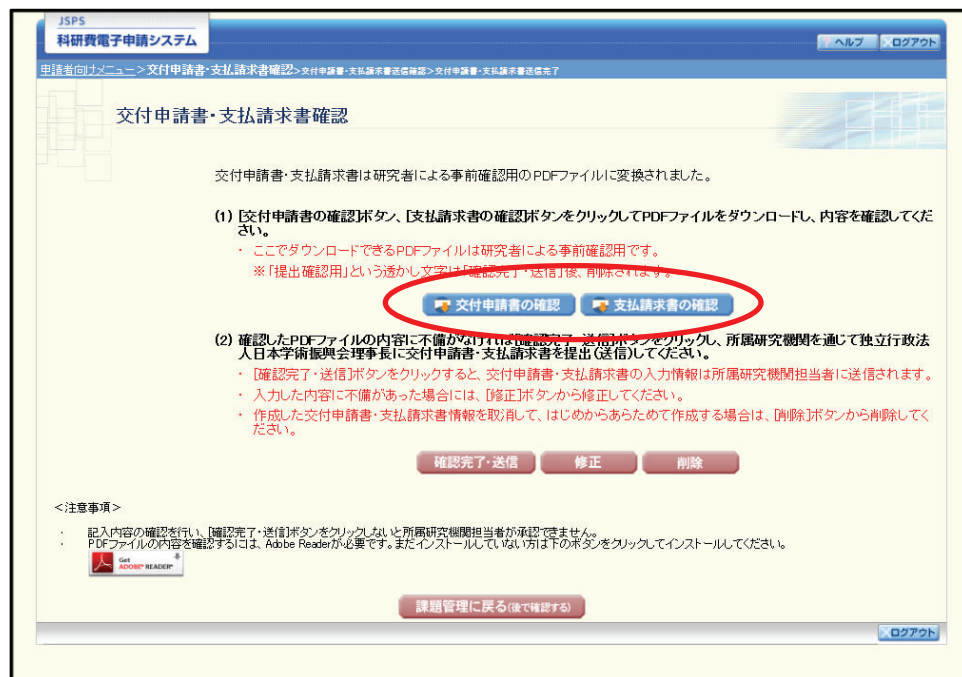 JSPS
科研費電子申請システム
ヘルプ ログアウト
申請者向けメニュー>交付申請書・支払請求書確認>交付申請書・支払請求書送信確認>交付申請書・支払請求書送信完了
交付申請書・支払請求書確認
交付申請書・支払請求書は研究者による事前確認用のPDFファイルに変換されました。
(1) [交付申請書の確認]ボタン、[支払請求書の確認]ボタンをクリックしてPDFファイルをダウンロードし、内容を確認してくだ
さい。
・ ここでダウンロードできるPDFファイルは研究者による事前確認用です。
※「提出確認用」という透かし文字は「確認完了・送信」後、削除されます。
交付申請書の確認 支払請求書の確認
(2) 確認したPDFファイルの内容に不備がなければ[確認完了・送信]ボタンをクリックし、所属研究機関を通じて独立行政法
人日本学術振興会理事長に交付申請書・支払請求書を提出(送信)してください。
・ [確認完了・送信]ボタンをクリックすると、交付申請書・支払請求書の入力情報は所属研究機関担当者に送信されます。
・ 入力した内容に不備があった場合には、[修正]ボタンから修正してください。
・ 作成した交付申請書・支払請求書情報を取消して、はじめからあらためて作成する場合は、[削除]ボタンから削除してく
ださい。
確認完了・送信 修正 削除
<注意事項>
・ 記入内容の確認を行い、[確認完了・送信]ボタンをクリックしないと所属研究機関担当者が承認できません。
・ PDFファイルの内容を確認するには、Adobe Readerが必要です。まだインストールしていない方は下のボタンをクリックしてインストールしてください。
Get
ADOBE® READER®
課題管理に戻る(後で確認する)
ログアウト